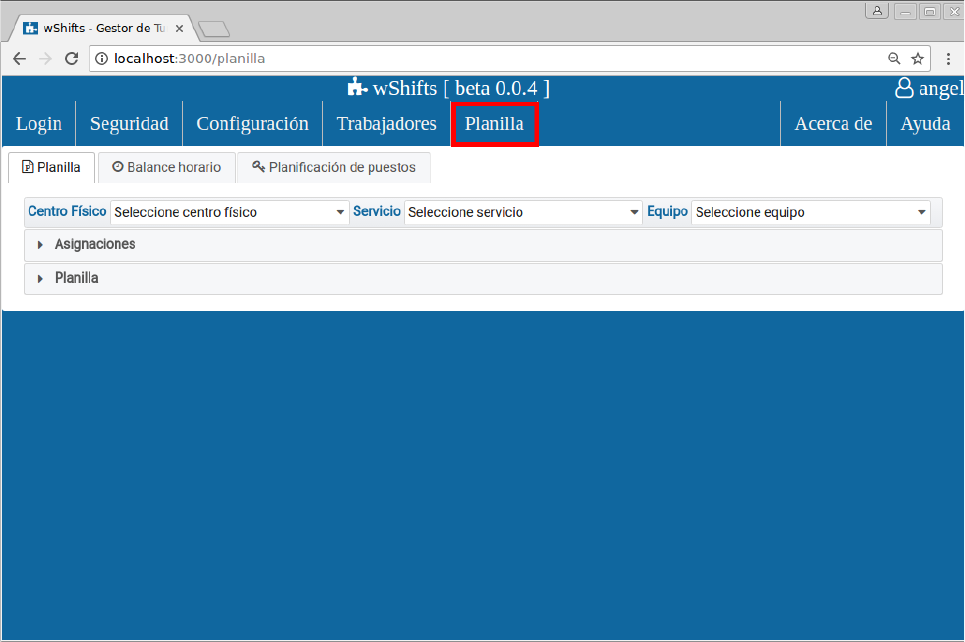 wShifts - Gestor de Tu
localhost:3000/planilla
wShifts [ beta 0.0.4 ]
angel
Login Seguridad Configuración Trabajadores Planilla Acerca de Ayuda
Planilla Balance horario Planificación de puestos
Centro Físico Seleccione centro físico Servicio Seleccione servicio Equipo Seleccione equipo
Asignaciones
Planilla